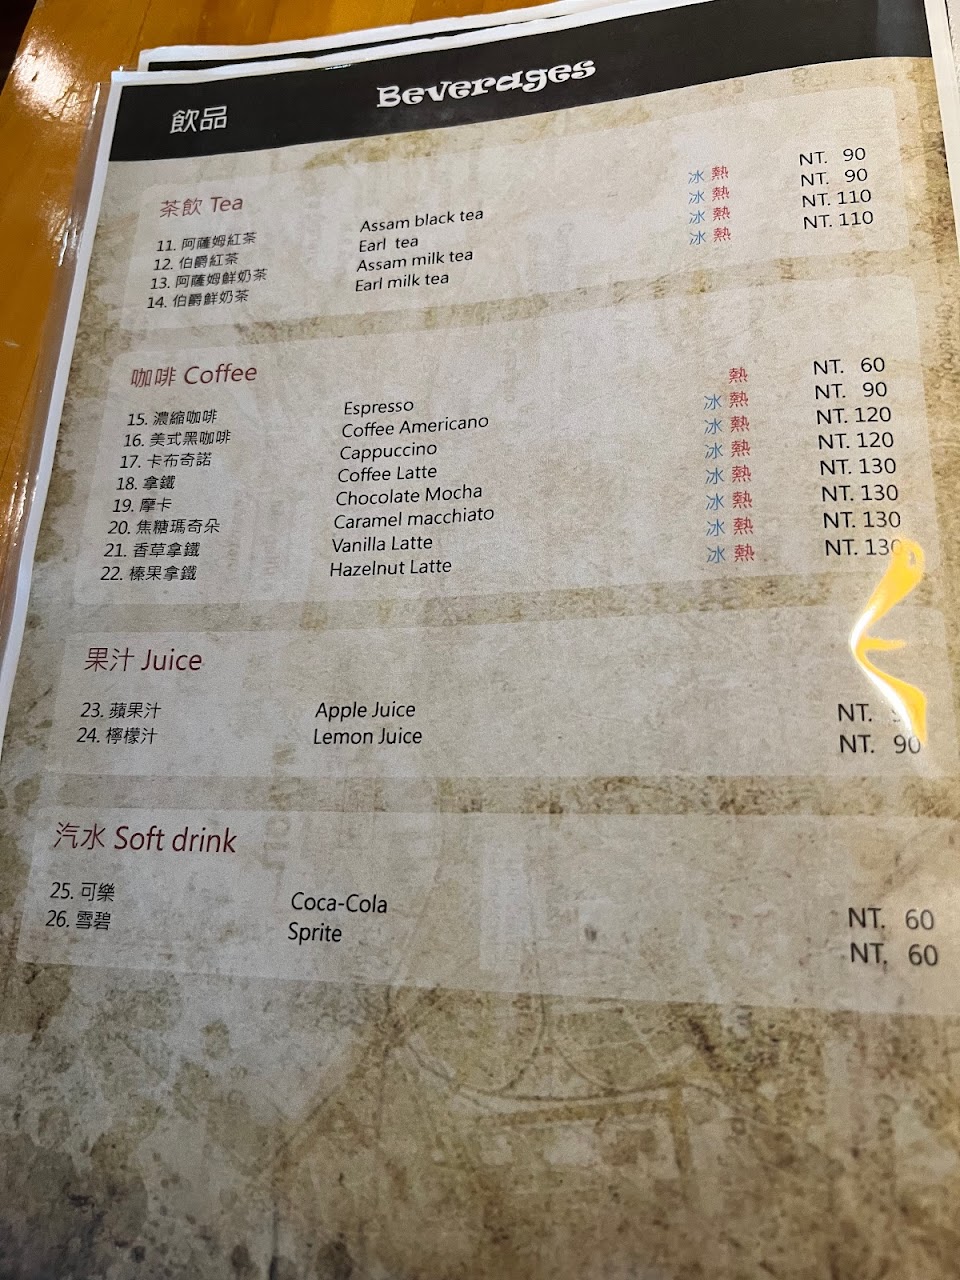 飲品 Beverages
茶飲 Tea
11. 阿薩姆紅茶 Assam black tea 冰 熱 NT. 90
12. 伯爵紅茶 Earl tea 冰 熱 NT. 90
13. 阿薩姆鮮奶茶 Assam milk tea 冰 熱 NT. 110
14. 伯爵鮮奶茶 Earl milk tea 冰 熱 NT. 110
咖啡 Coffee
15. 濃縮咖啡 Espresso 熱 NT. 60
16. 美式黑咖啡 Coffee Americano 冰 熱 NT. 90
17. 卡布奇諾 Cappuccino 冰 熱 NT. 120
18. 拿鐵 Coffee Latte 冰 熱 NT. 120
19. 摩卡 Chocolate Mocha 冰 熱 NT. 130
20. 焦糖瑪奇朵 Caramel macchiato 冰 熱 NT. 130
21. 香草拿鐵 Vanilla Latte 冰 熱 NT. 130
22. 榛果拿鐵 Hazelnut Latte 冰 熱 NT. 130
果汁 Juice
23. 蘋果汁 Apple Juice NT.
24. 檸檬汁 Lemon Juice NT. 90
汽水 Soft drink
25. 可樂 Coca-Cola NT. 60
26. 雪碧 Sprite NT. 60